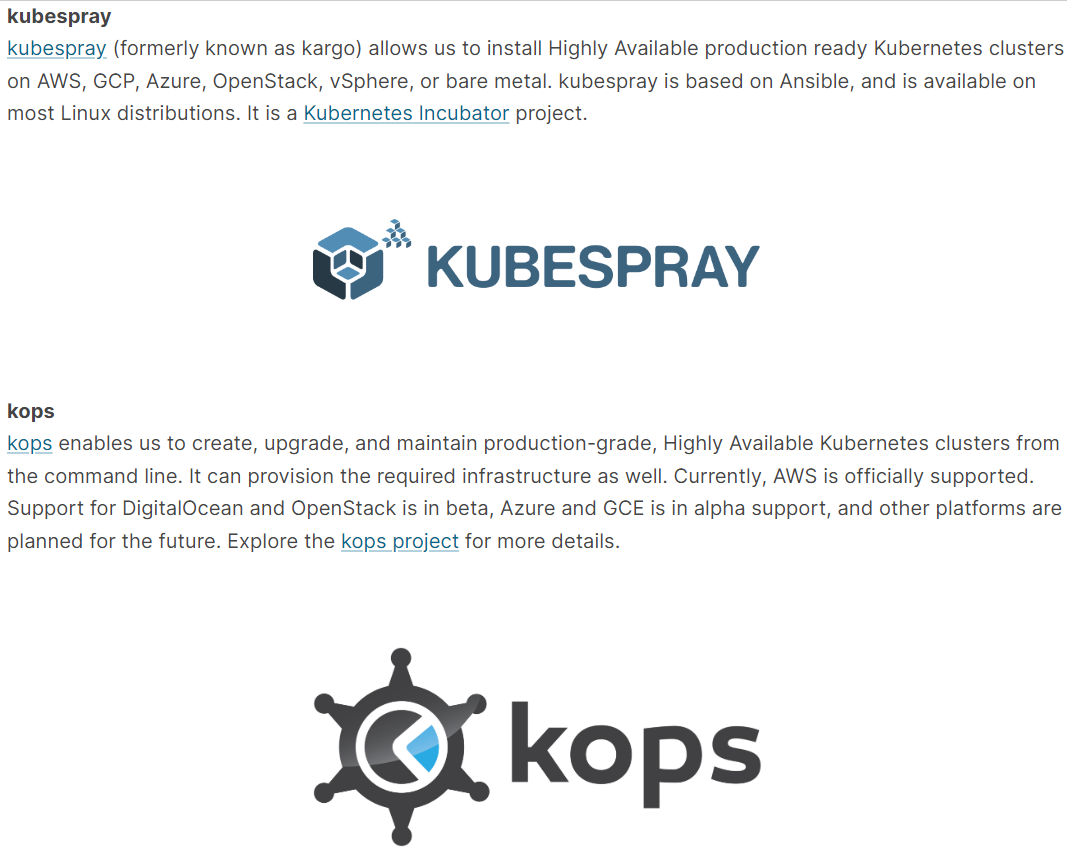 kubespray
kubespray (formerly known as kargo) allows us to install Highly Available production ready Kubernetes clusters
on AWS, GCP, Azure, OpenStack, vSphere, or bare metal. kubespray is based on Ansible, and is available on
most Linux distributions. It is a Kubernetes Incubator project.
KUBESPRAY
kops
kops enables us to create, upgrade, and maintain production-grade, Highly Available Kubernetes clusters from
the command line. It can provision the required infrastructure as well. Currently, AWS is officially supported.
Support for DigitalOcean and OpenStack is in beta, Azure and GCE is in alpha support, and other platforms are
planned for the future. Explore the kops project for more details.
kops